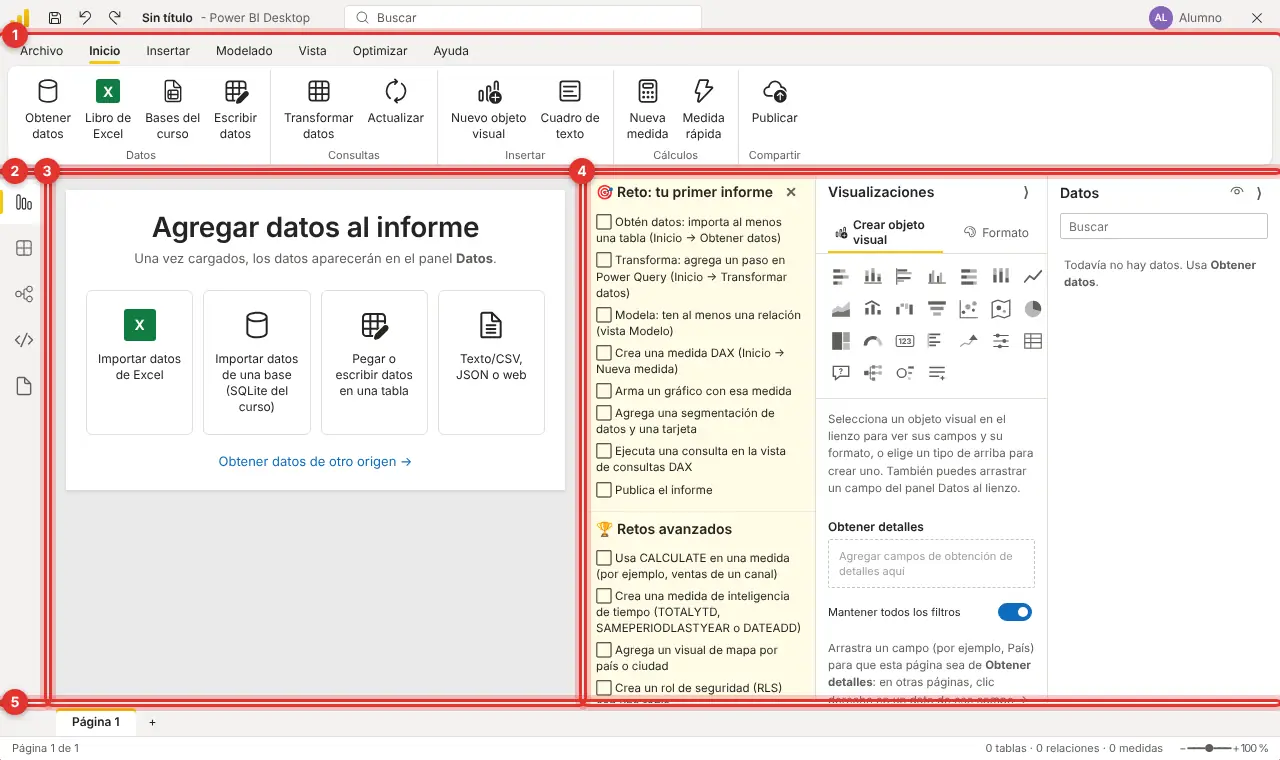 Sin título - Power BI Desktop
Buscar
AL Alumno
1
Archivo Inicio Insertar Modelado Vista Optimizar Ayuda
Obtener datos
X Libro de Excel
Bases del curso
Escribir datos
Datos
Transformar datos
Actualizar
Consultas
Nuevo objeto visual
Cuadro de texto
Insertar
Nueva medida
Medida rápida
Cálculos
Publicar
Compartir
2
3
4
Agregar datos al informe
Una vez cargados, los datos aparecerán en el panel Datos.
X
Importar datos
de Excel
Importar datos
de una base
(SQLite del
curso)
Pegar o
escribir datos
en una tabla
Texto/CSV,
JSON o web
Obtener datos de otro origen →
🎯 Reto: tu primer informe ✕
Obtén datos: importa al menos
una tabla (Inicio → Obtener datos)
Transforma: agrega un paso en
Power Query (Inicio → Transformar
datos)
Modela: ten al menos una relación
(vista Modelo)
Crea una medida DAX (Inicio →
Nueva medida)
Arma un gráfico con esa medida
Agrega una segmentación de
datos y una tarjeta
Ejecuta una consulta en la vista
de consultas DAX
Publica el informe
🏆 Retos avanzados
Usa CALCULATE en una medida
(por ejemplo, ventas de un canal)
Crea una medida de inteligencia
de tiempo (TOTALYTD,
SAMEPERIODLASTYEAR o DATEADD)
Agrega un visual de mapa por
país o ciudad
Crea un rol de seguridad (RLS)
Visualizaciones
Crear objeto
visual
Formato
123
Selecciona un objeto visual en el
lienzo para ver sus campos y su
formato, o elige un tipo de arriba para
crear uno. También puedes arrastrar
un campo del panel Datos al lienzo.
Obtener detalles
Agregar campos de obtención de
detalles aquí
Mantener todos los filtros
Arrastra un campo (por ejemplo, País)
para que esta página sea de Obtener
detalles: en otras páginas, clic
Datos
Buscar
Todavía no hay datos. Usa Obtener
datos.
5
Página 1 +
Página 1 de 1
0 tablas · 0 relaciones · 0 medidas
− + 100 %